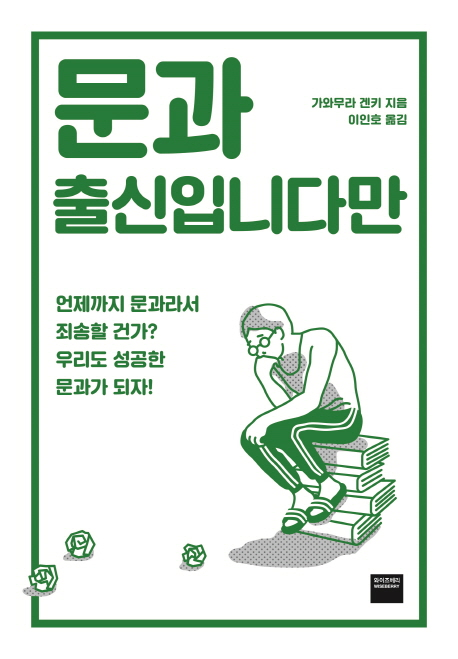 문과
출신입니다만
가와무라 겐키 지음
이인호 옮김
언제까지 문과라서
죄송할 건가?
우리도 성공한
문과가 되자!
와이즈베리
WISEBERRY